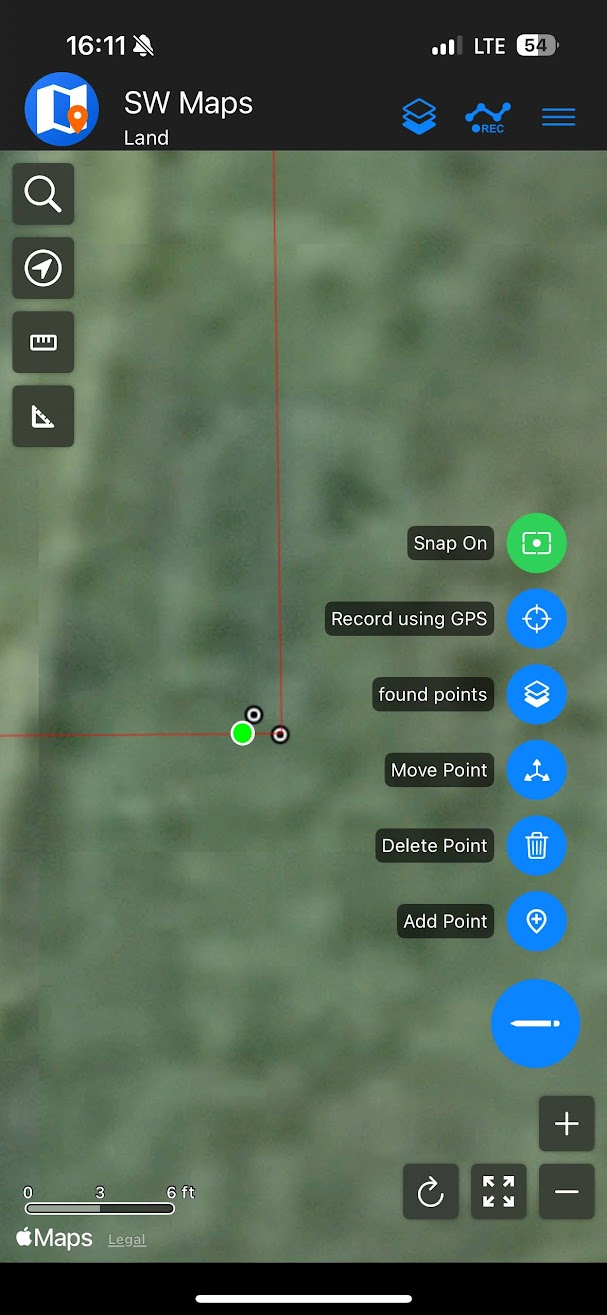 16:11
LTE
54
SW Maps
Land
REC
Snap On
Record using GPS
found points
Move Point
Delete Point
Add Point
0 3 6 ft
Maps Legal